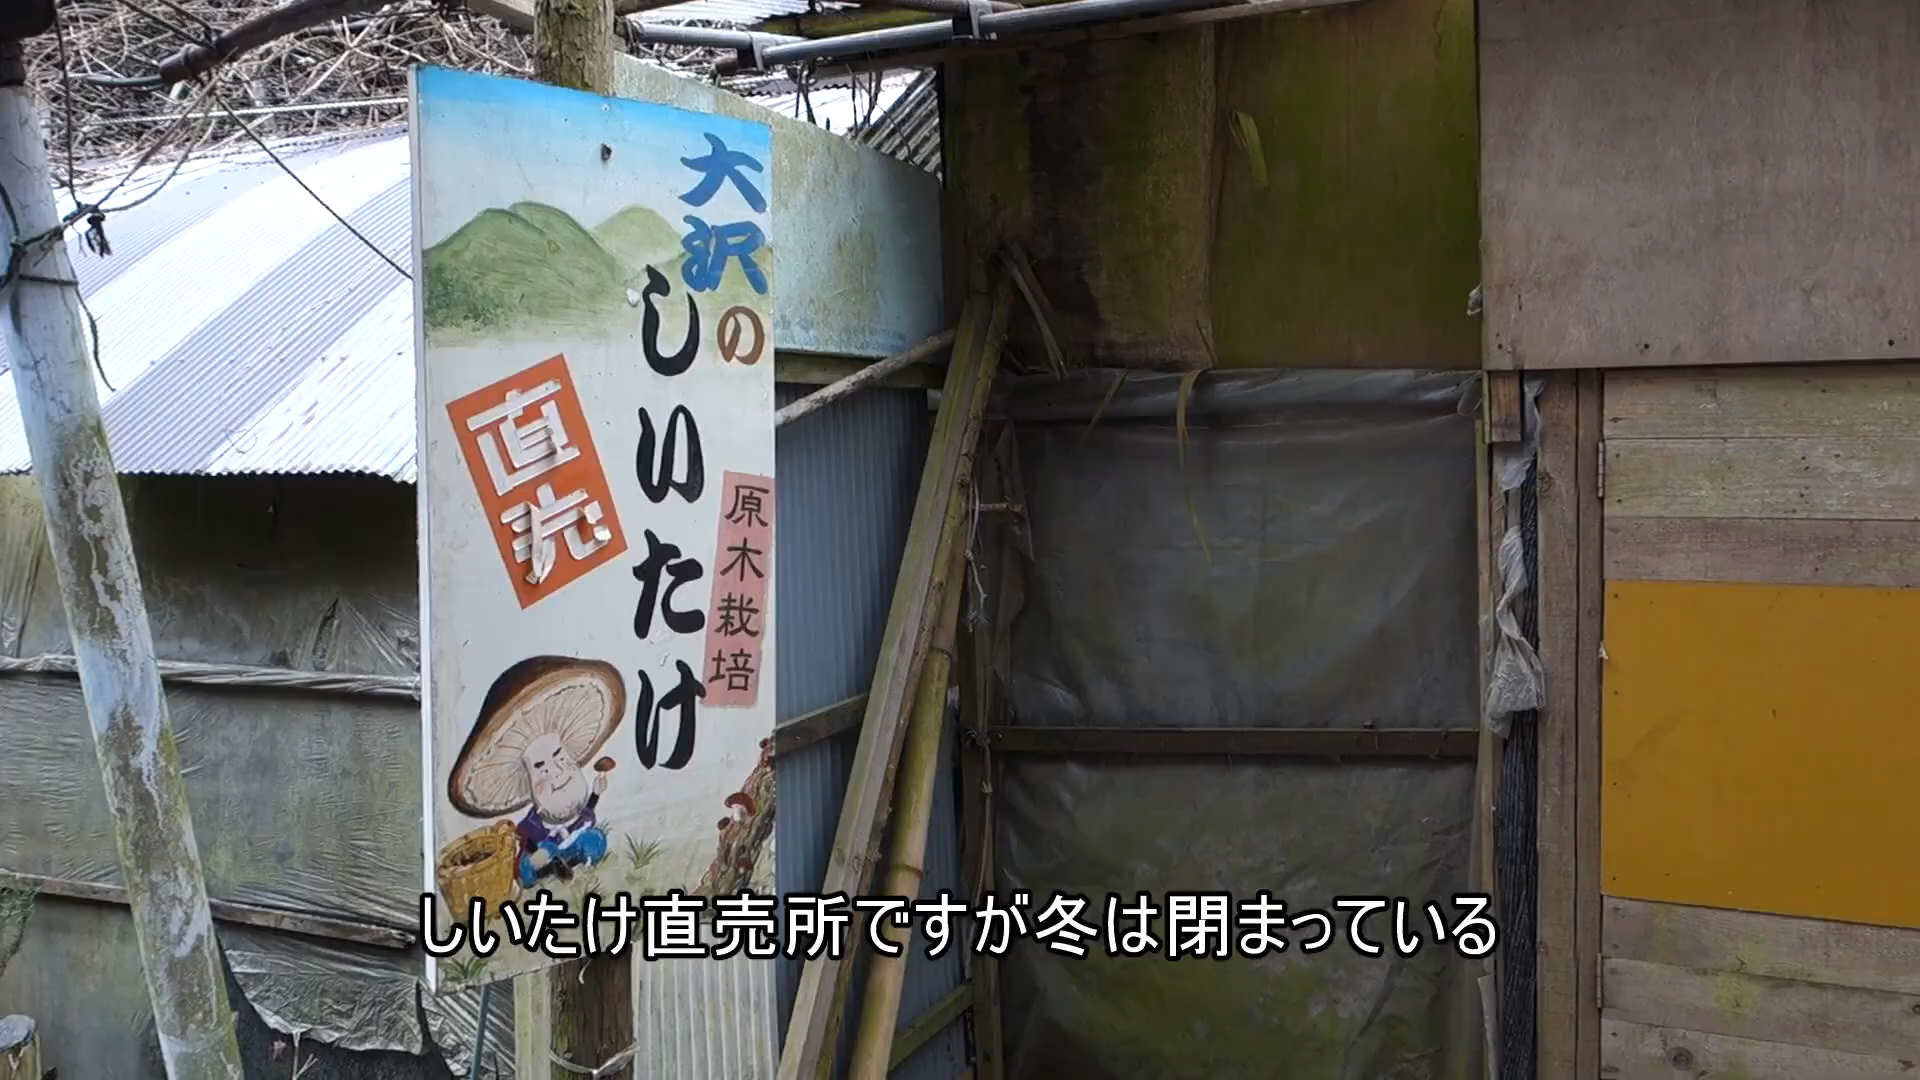 大沢の
しいたけ
原木栽培
直売
しいたけ直売所ですが冬は閉まっている